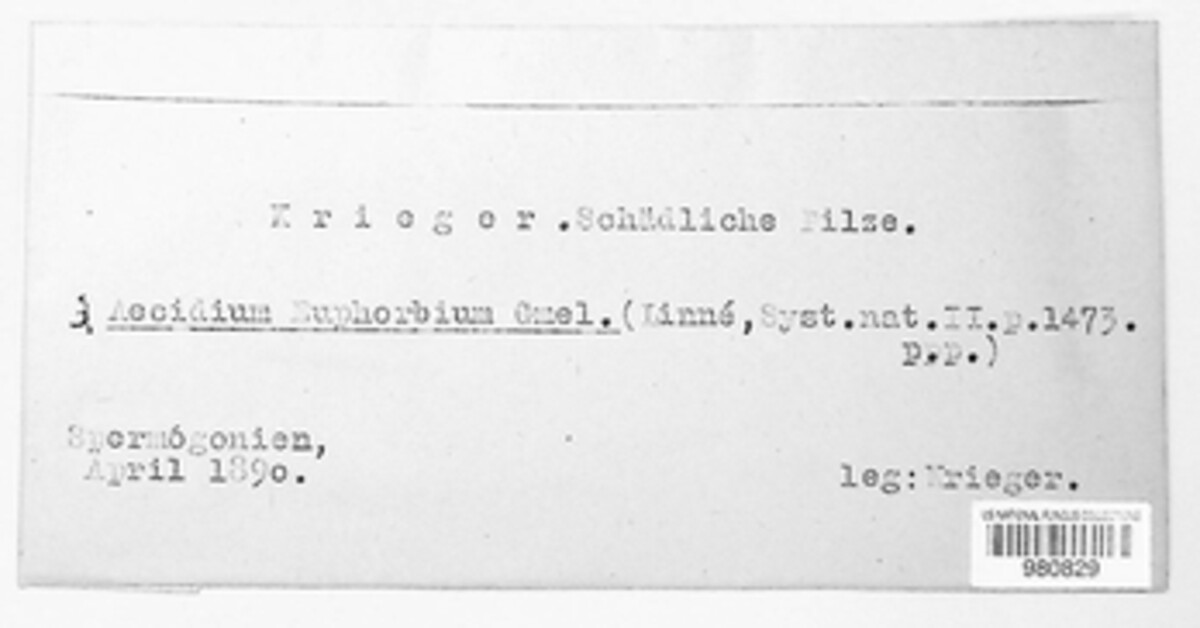 Krieger.Schädliche Pilze.
Aecidium Euphorbium Gmel.(Linné,Syst.nat.II.p.1473.
p.p.)
Spermógonien,
April 1890.
leg:Krieger.
US NATIONAL FUNGUS COLLECTIONS
980829